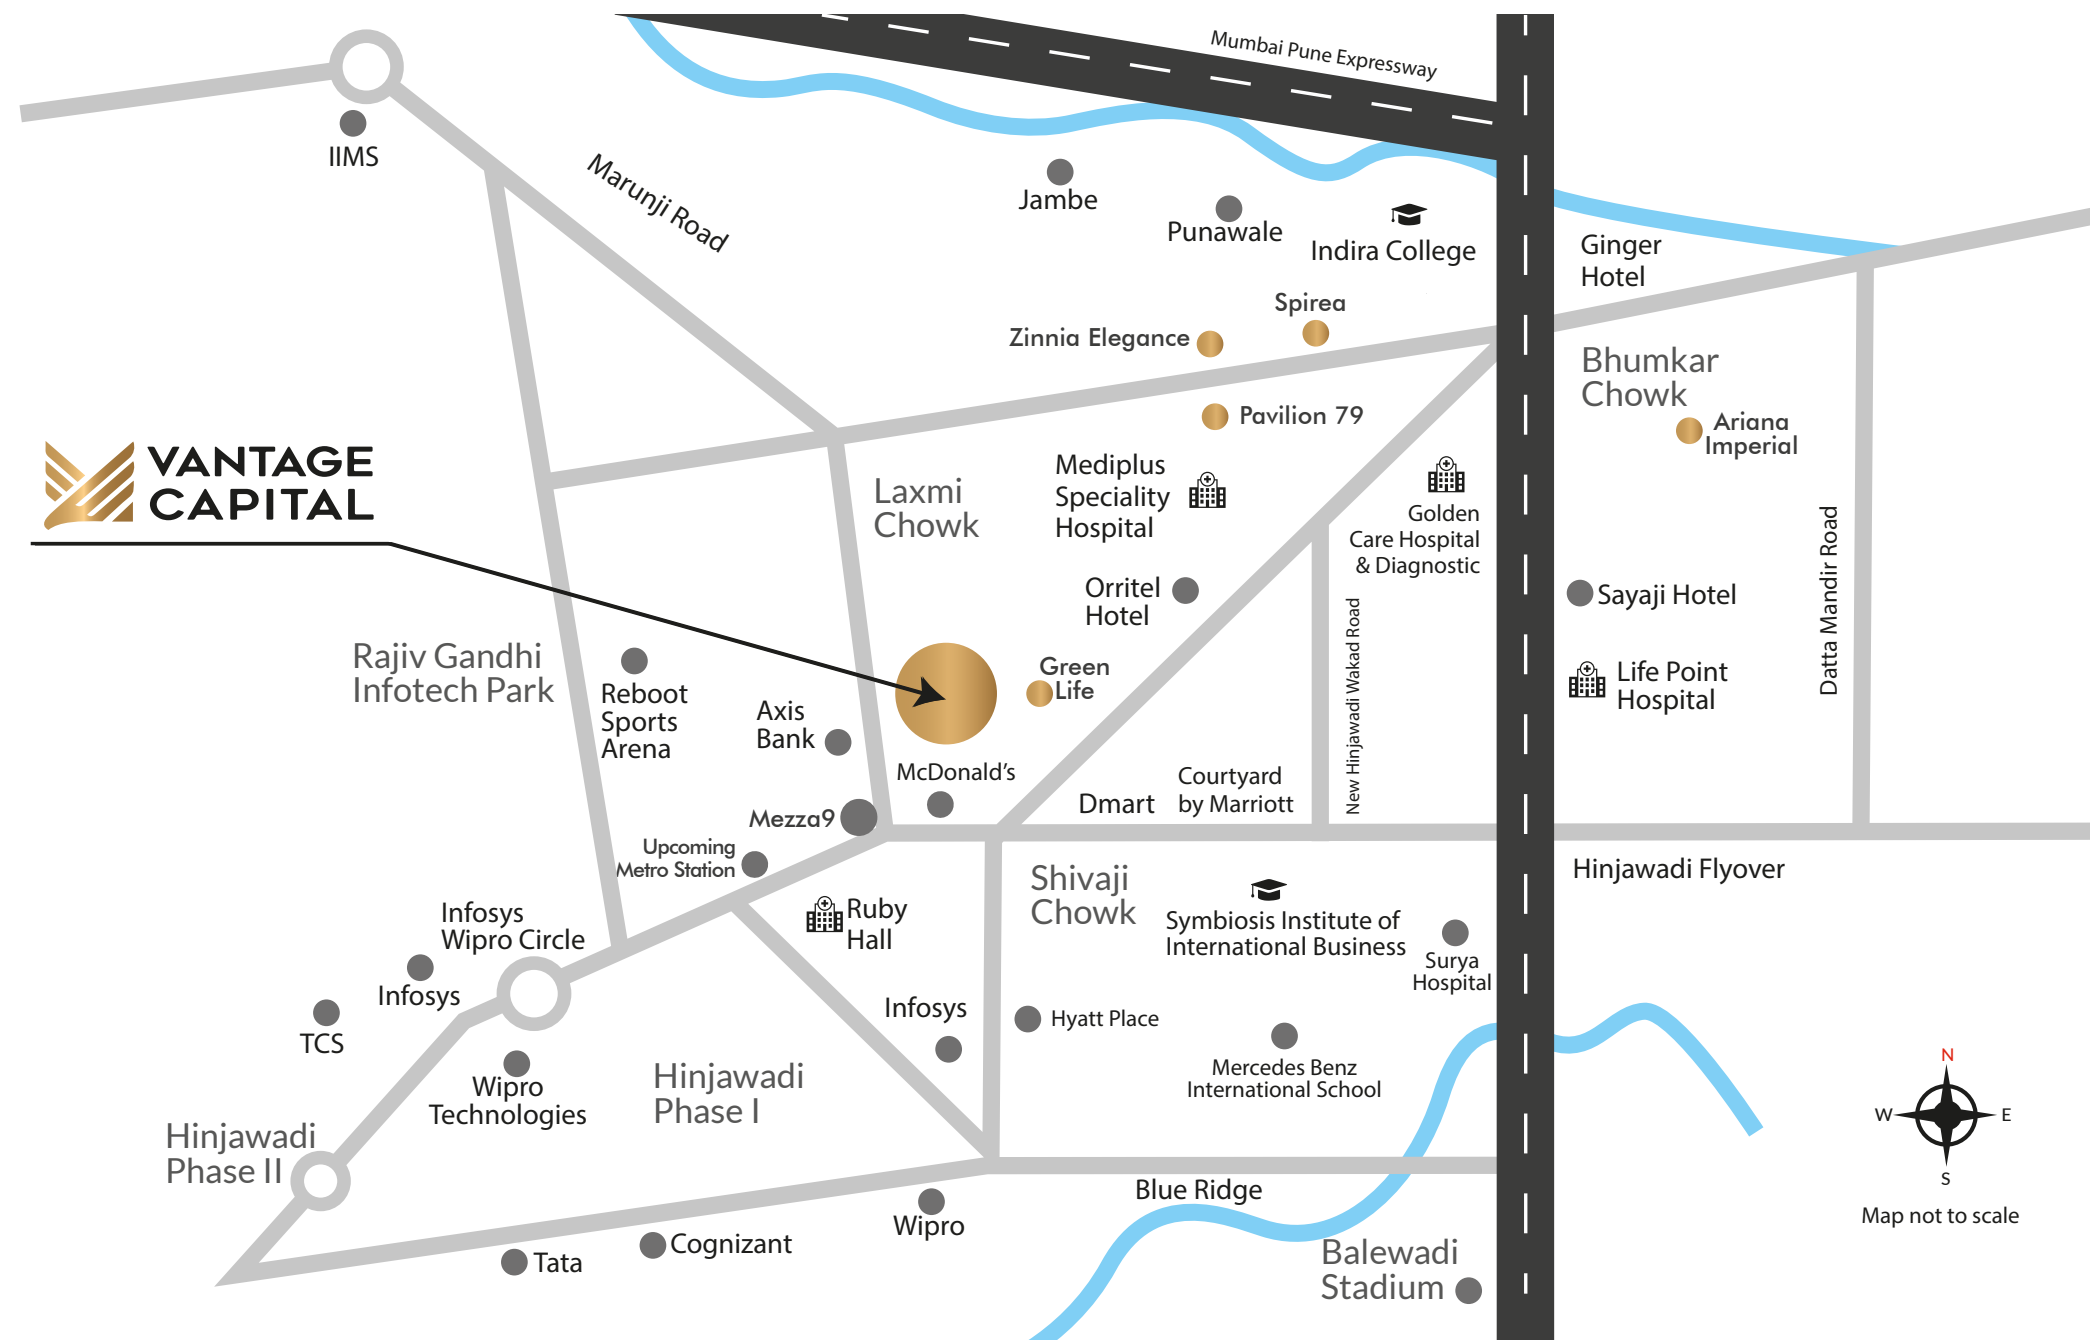 Mumbai Pune Expressway
IIMS
Marunji Road
Jambe
Punawale
Indira College
Ginger
Hotel
Spirea
Zinnia Elegance
Bhumkar
Chowk
Pavilion 79
Ariana
Imperial
VANTAGE
CAPITAL
Laxmi
Chowk
Mediplus
Speciality
Hospital
Golden
Care Hospital
& Diagnostic
Datta Mandir Road
Orritel
Hotel
New Hinjawadi Wakad Road
Sayaji Hotel
Rajiv Gandhi
Infotech Park
Reboot
Sports
Arena
Green
Life
Life Point
Hospital
Axis
Bank
McDonald's
Courtyard
by Marriott
Dmart
Mezza9
Upcoming
Metro Station
Hinjawadi Flyover
Shivaji
Chowk
Ruby
Hall
Symbiosis Institute of
International Business
Infosys
Wipro Circle
Surya
Hospital
Infosys
Infosys
Hyatt Place
TCS
Wipro
Technologies
Hinjawadi
Phase I
Mercedes Benz
International School
N
W
E
S
Map not to scale
Hinjawadi
Phase II
Blue Ridge
Wipro
Cognizant
Tata
Balewadi
Stadium